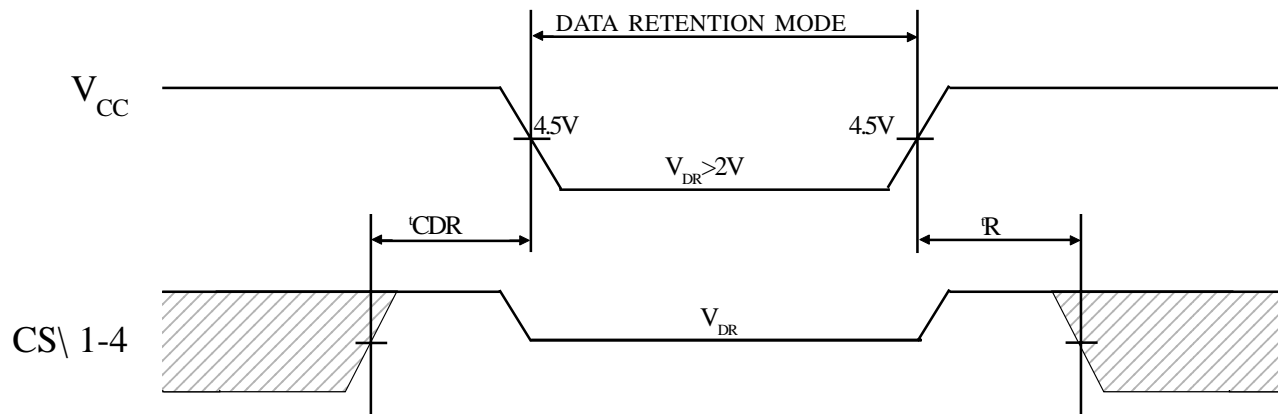 DATA RETENTION MODE
VCC
4.5V
4.5V
VDR>2V
tCDR
tR
CS\ 1-4
VDR